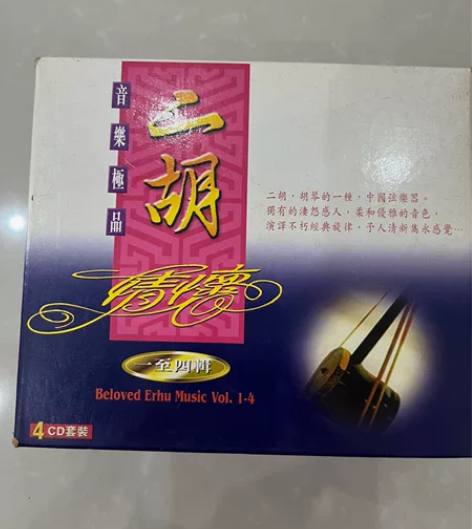 音樂極品
二胡
情懷
二胡，胡琴的一種，中國弦樂器。
獨有的淒怨感人，柔和優雅的音色，
演譯不朽經典旋律，予人清新雋永感覺…
一至四輯
Beloved Erhu Music Vol. 1-4
4 CD套裝